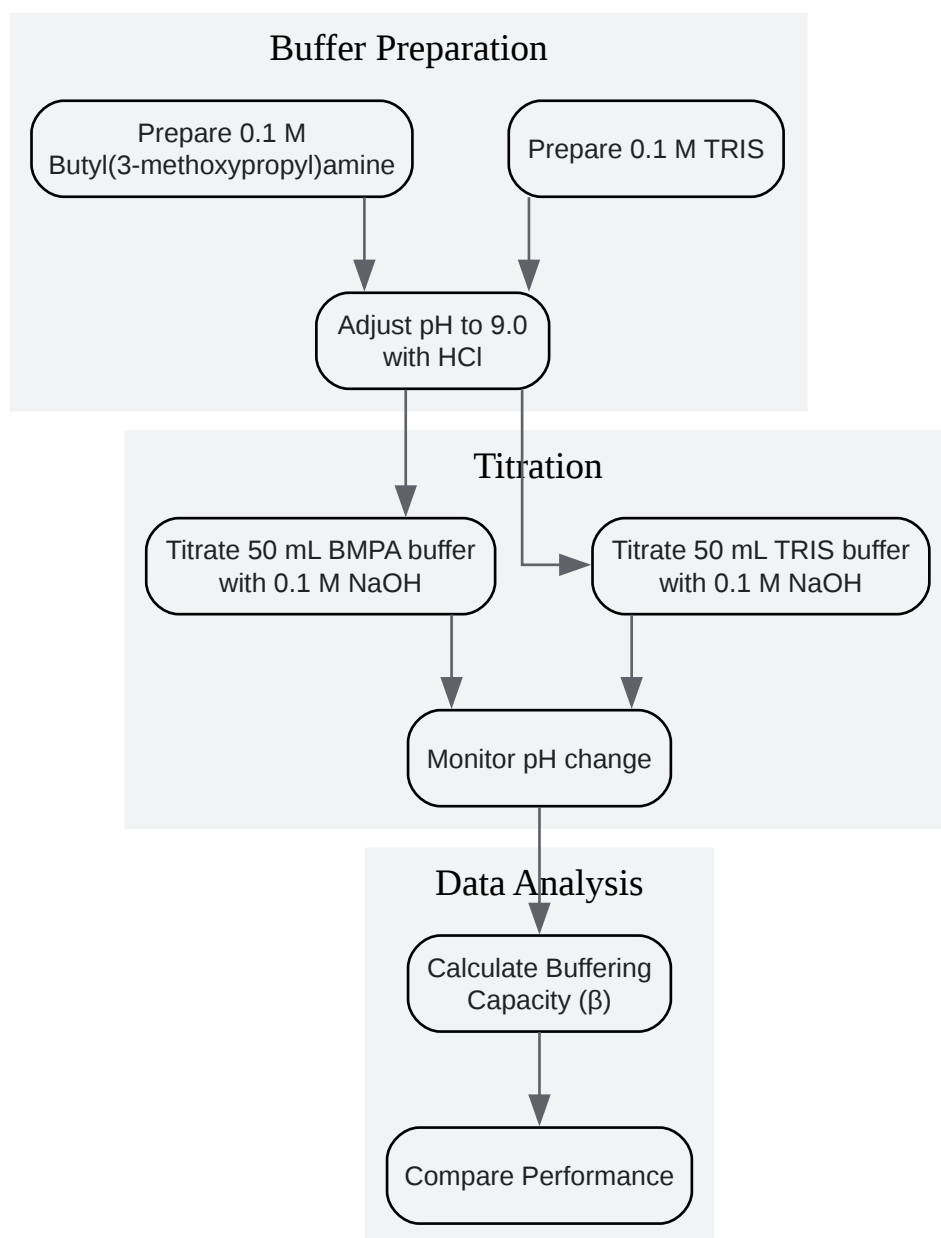 Buffer Preparation
Prepare 0.1 M
Butyl(3-methoxypropyl)amine
Prepare 0.1 M TRIS
Adjust pH to 9.0
with HCl
Titration
Titrate 50 mL BMPA buffer
with 0.1 M NaOH
Titrate 50 mL TRIS buffer
with 0.1 M NaOH
Monitor pH change
Data Analysis
Calculate Buffering
Capacity (β)
Compare Performance